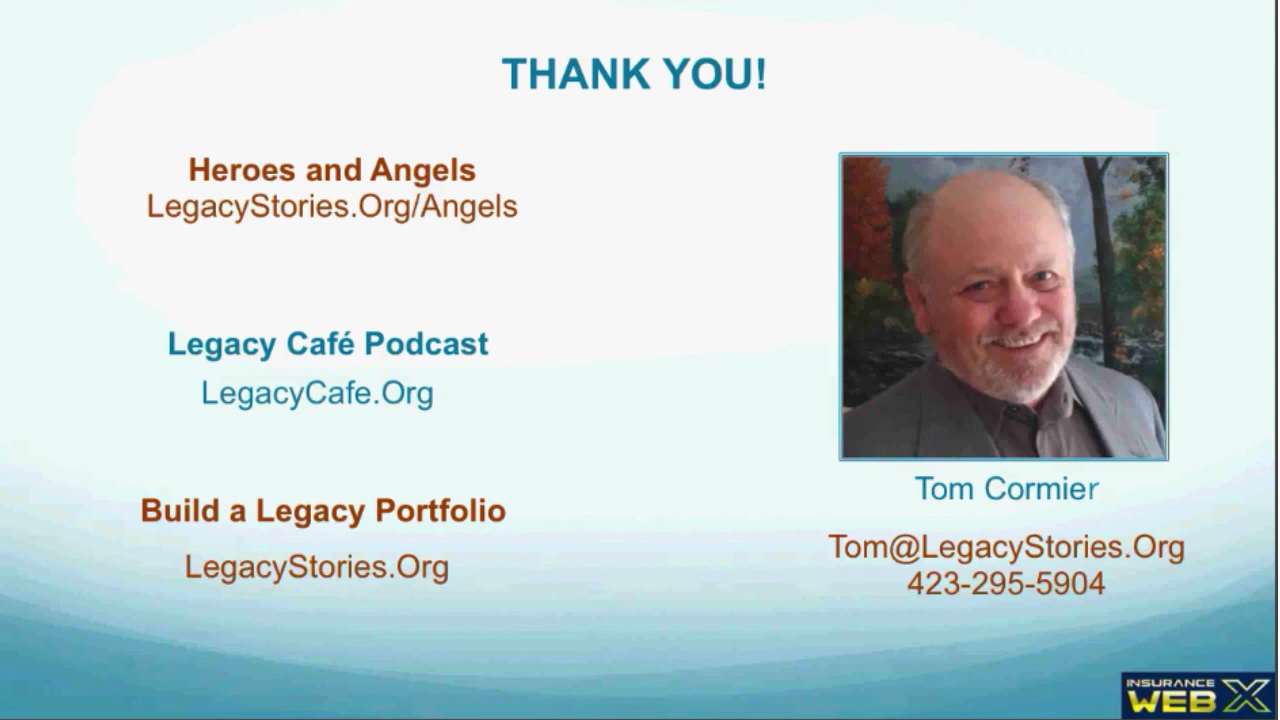 THANK YOU!
Heroes and Angels
LegacyStories.Org/Angels
Legacy Café Podcast
LegacyCafe.Org
Build a Legacy Portfolio
LegacyStories.Org
Tom Cormier
Tom@LegacyStories.Org
423-295-5904
INSURANCE
WEB X